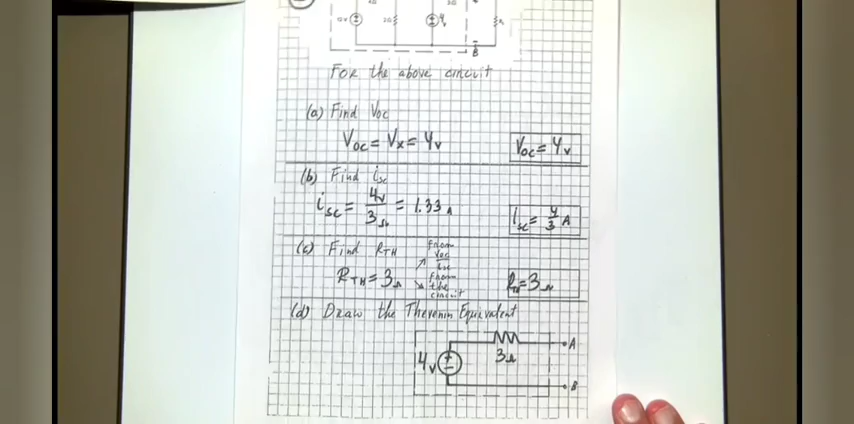 4v
B
For the above circuit
(a) Find Voc
Voc = Vx = 4v
Voc = 4v
(b) Find isc
isc = 4v/3Ω = 1.33 A
isc = 4/3 A
(c) Find RTH
From Voc/isc
RTH = 3Ω
From the circuit
RTH = 3Ω
(d) Draw the Thevenin Equivalent
4v
3Ω
A
B